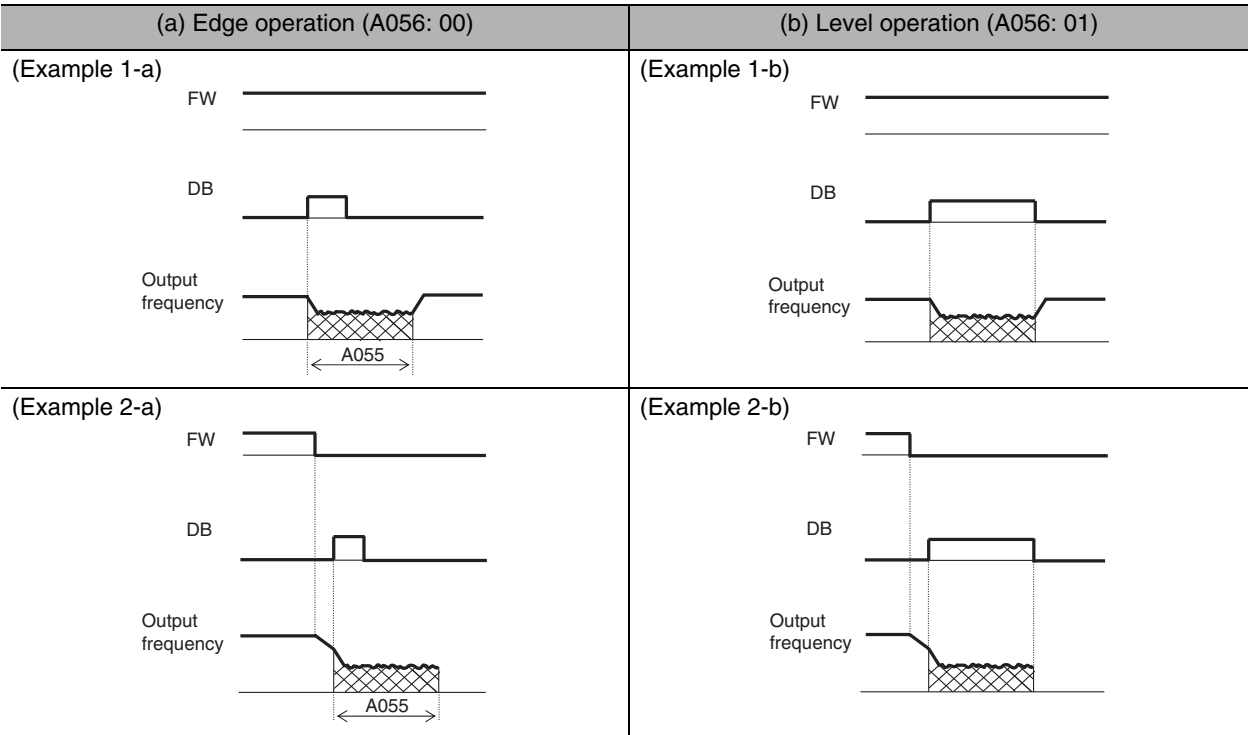 (a) Edge operation (A056: 00)
(b) Level operation (A056: 01)
(Example 1-a)
FW
DB
Output
frequency
A055
(Example 1-b)
FW
DB
Output
frequency
(Example 2-a)
FW
DB
Output
frequency
A055
(Example 2-b)
FW
DB
Output
frequency